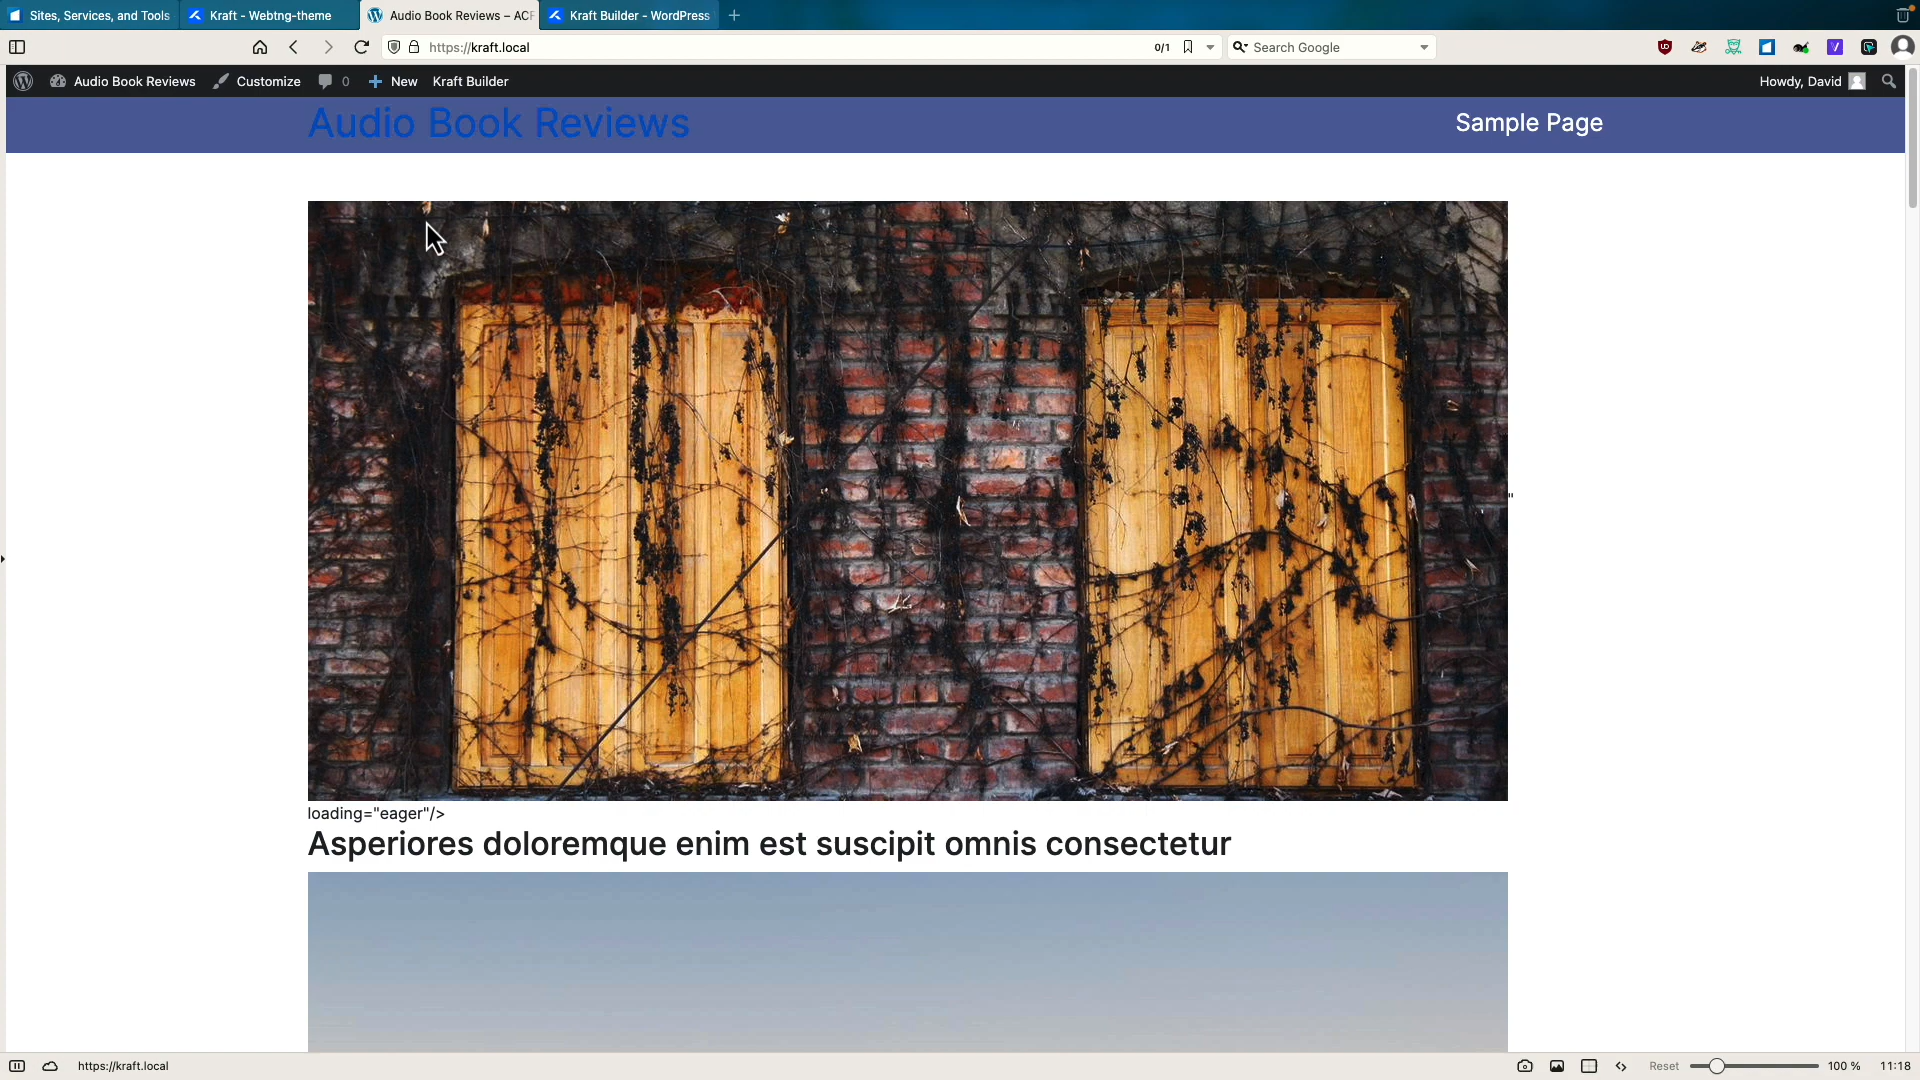 Sites, Services, and Tools
Kraft - Webtng-theme
Audio Book Reviews – ACF
Kraft Builder - WordPress
https://kraft.local
0/1
Search Google
Audio Book Reviews
Customize
0
New
Kraft Builder
Howdy, David
Audio Book Reviews
Sample Page
"
loading="eager"/>
Asperiores doloremque enim est suscipit omnis consectetur
https://kraft.local
Reset
100 %
11:18